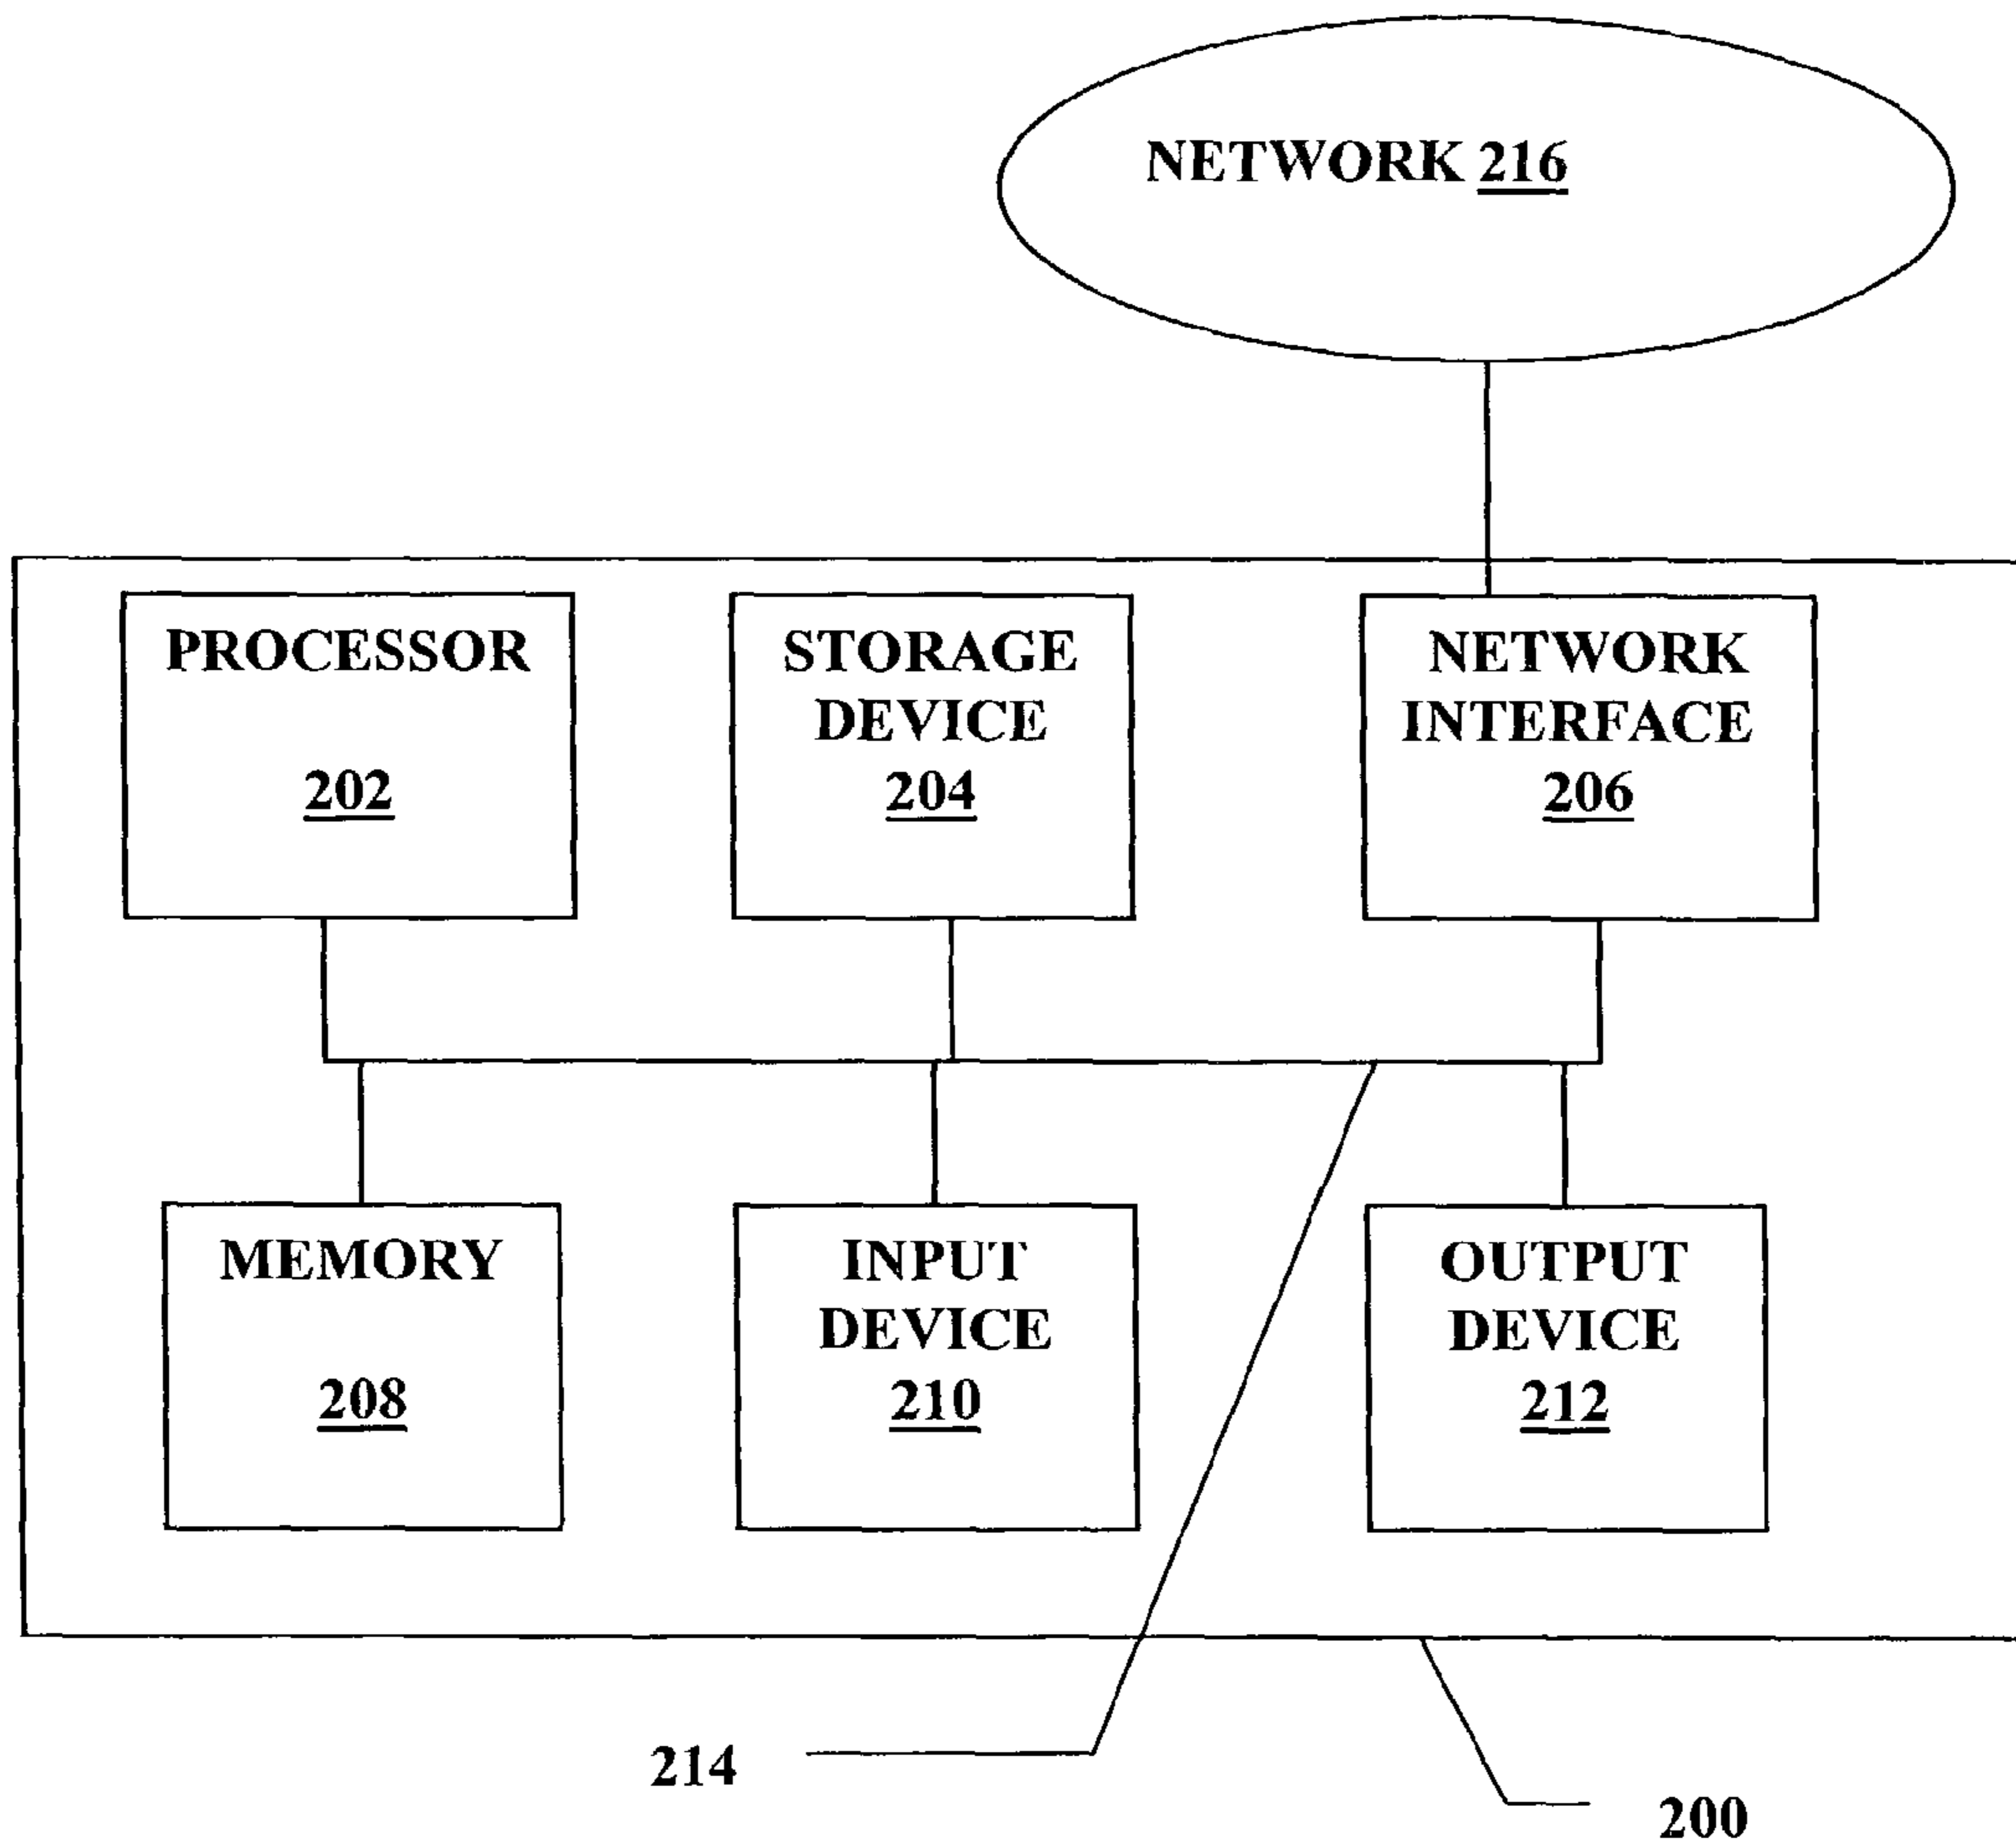 NETWORK 216
PROCESSOR
202
STORAGE
DEVICE
204
NETWORK
INTERFACE
206
MEMORY
208
INPUT
DEVICE
210
OUTPUT
DEVICE
212
214
200